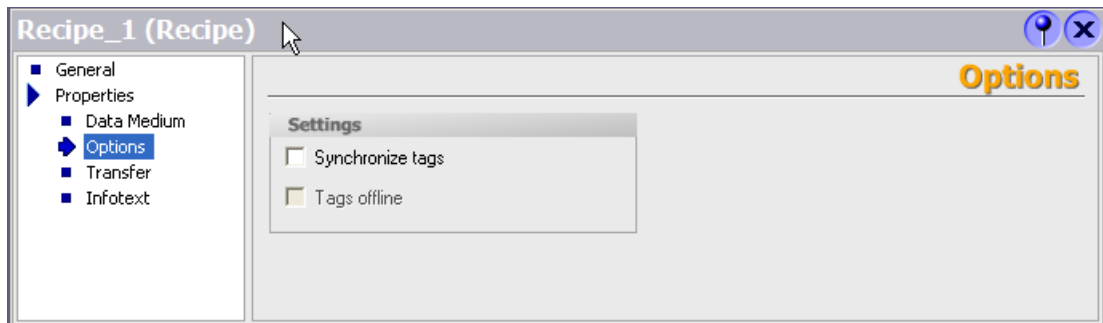 Recipe_1 (Recipe)
General
Properties
Data Medium
Options
Transfer
Infotext
Options
Settings
Synchronize tags
Tags offline